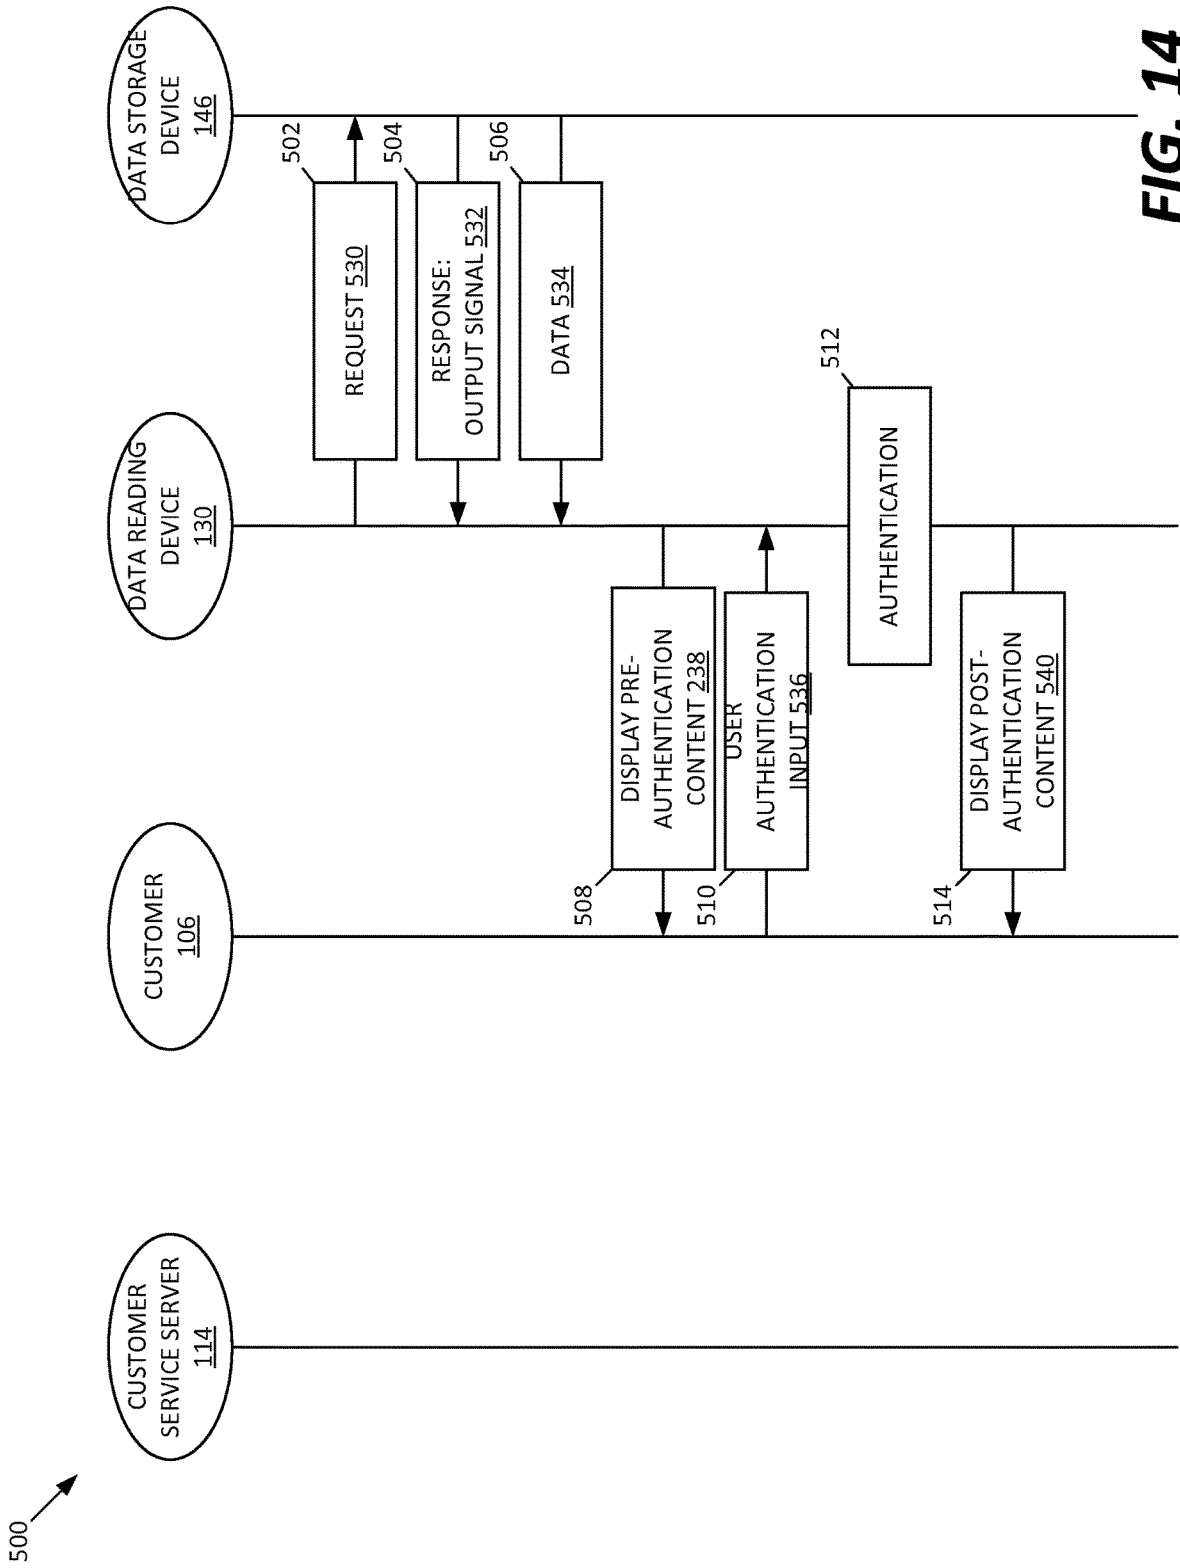 500
CUSTOMER
SERVICE SERVER
114
CUSTOMER
106
DATA READING
DEVICE
130
DATA STORAGE
DEVICE
146
502
REQUEST 530
504
RESPONSE:
OUTPUT SIGNAL 532
506
DATA 534
508
DISPLAY PRE-
AUTHENTICATION
CONTENT 238
510
USER
AUTHENTICATION
INPUT 536
512
AUTHENTICATION
514
DISPLAY POST-
AUTHENTICATION
CONTENT 540
FIG. 14